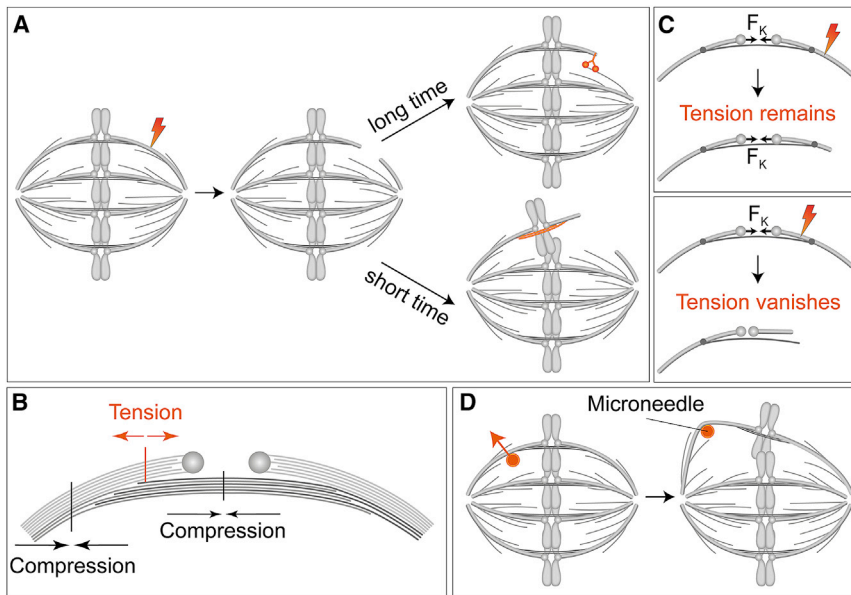 A
long time
short time
B
Tension
Compression
Compression
C
FK
Tension remains
FK
FK
Tension vanishes
D
Microneedle